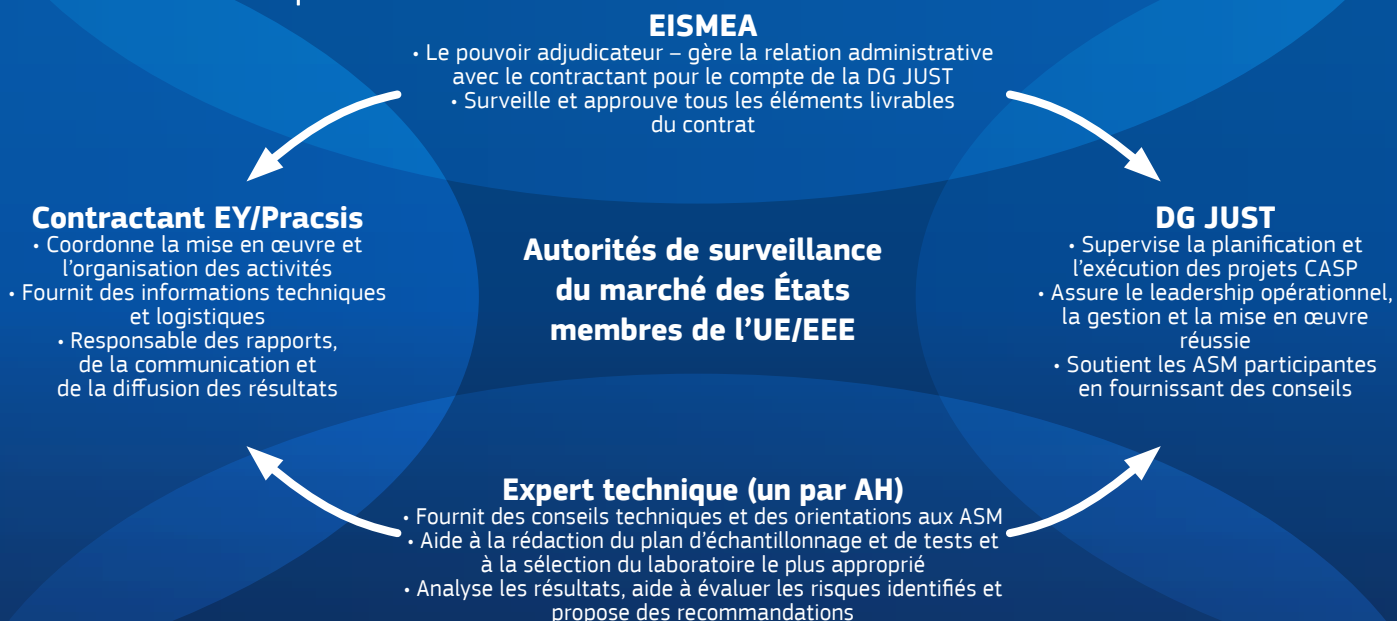 EISMEA
• Le pouvoir adjudicateur – gère la relation administrative
avec le contractant pour le compte de la DG JUST
• Surveille et approuve tous les éléments livrables
du contrat
Contractant EY/Pracsis
• Coordonne la mise en œuvre et
l’organisation des activités
• Fournit des informations techniques
et logistiques
• Responsable des rapports,
de la communication et
de la diffusion des résultats
Autorités de surveillance
du marché des États
membres de l’UE/EEE
DG JUST
• Supervise la planification et
l’exécution des projets CASP
• Assure le leadership opérationnel,
la gestion et la mise en œuvre
réussie
• Soutient les ASM participantes
en fournissant des conseils
Expert technique (un par AH)
• Fournit des conseils techniques et des orientations aux ASM
• Aide à la rédaction du plan d’échantillonnage et de tests et
à la sélection du laboratoire le plus approprié
• Analyse les résultats, aide à évaluer les risques identifiés et
propose des recommandations